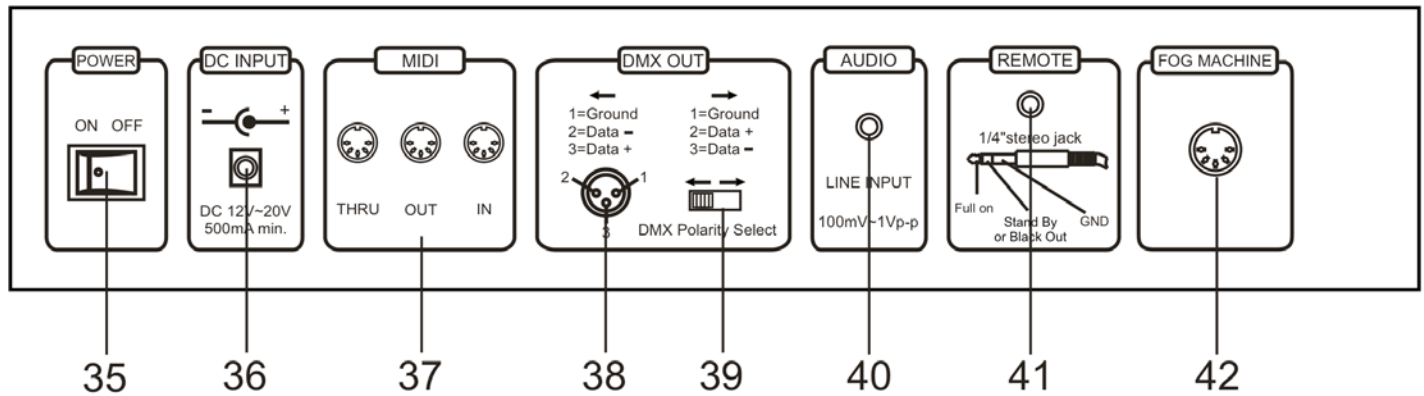 POWER
ON OFF
DC INPUT
- +
DC 12V~20V
500mA min.
MIDI
THRU OUT IN
DMX OUT
← →
1=Ground 1=Ground
2=Data - 2=Data +
3=Data + 3=Data -
2 1
3
← →
DMX Polarity Select
AUDIO
LINE INPUT
100mV~1Vp-p
REMOTE
1/4"stereo jack
Full on
Stand By
or Black Out
GND
FOG MACHINE
35 36 37 38 39 40 41 42